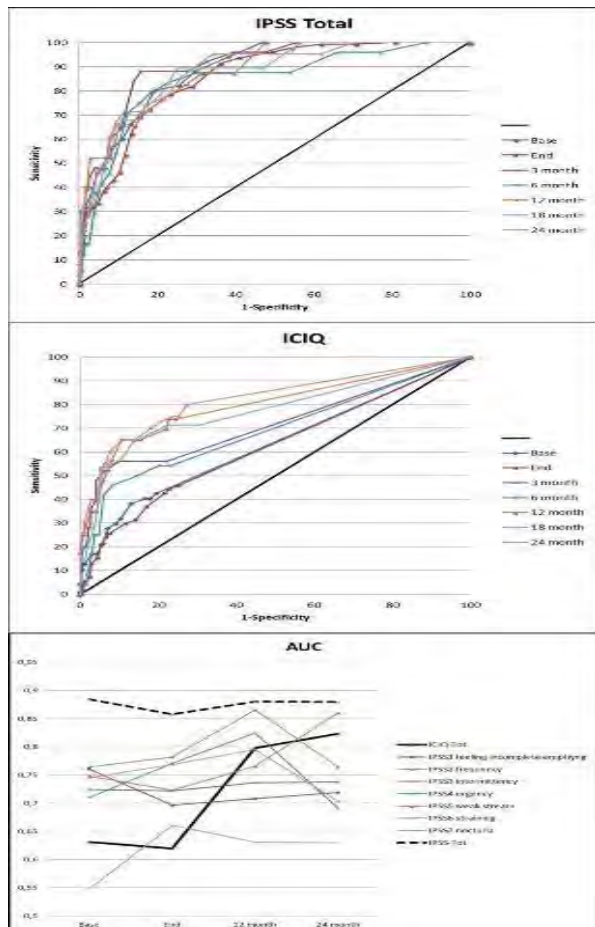 IPSS Total
100
90
80
70
60
50
40
30
20
10
0
Sensitivity
0 20 40 60 80 100
1-Specificity
Base
End
3 month
6 month
12 month
18 month
24 month
ICIQ
100
90
80
70
60
50
40
30
20
10
0
Sensitivity
0 20 40 60 80 100
1-Specificity
Base
End
3 month
6 month
12 month
18 month
24 month
AUC
0,95
0,9
0,85
0,8
0,75
0,7
0,65
0,6
0,55
0,5
Base End 12 month 24 month
ICIQ Tot
IPSS1 feeling incomplete emptying
IPSS2 frequency
IPSS3 intermittency
IPSS4 urgency
IPSS5 weak stream
IPSS6 straining
IPSS7 nocturia
IPSS Tot